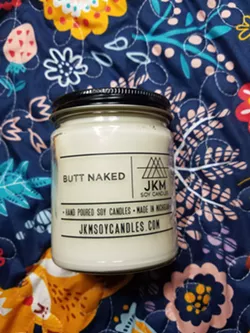 BUTT NAKED
JKM
SOY CANDLES
• HAND POURED SOY CANDLES • MADE IN MICHIGAN
JKMSOYCANDLES.COM